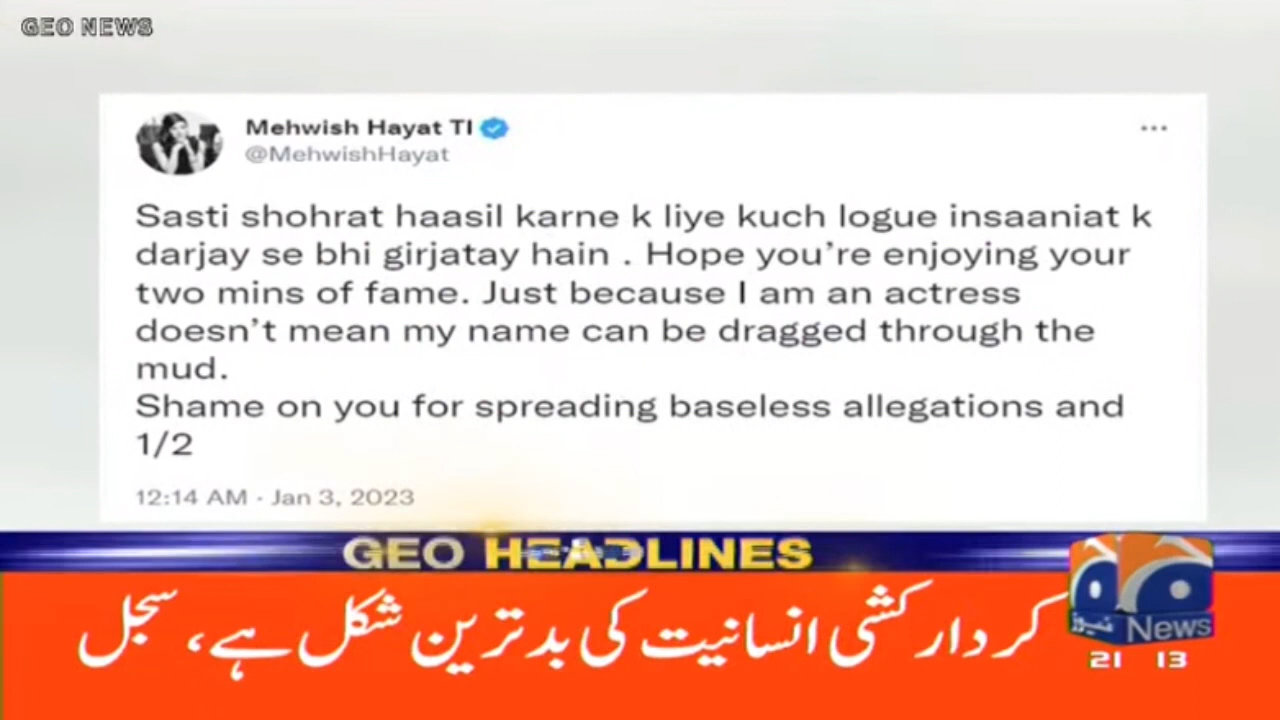 GEO NEWS
Mehwish Hayat TI
@MehwishHayat
Sasti shohrat haasil karne k liye kuch logue insaaniat k
darjay se bhi girjatay hain . Hope you’re enjoying your
two mins of fame. Just because I am an actress
doesn’t mean my name can be dragged through the
mud.
Shame on you for spreading baseless allegations and
1/2
12:14 AM · Jan 3, 2023
GEO HEADLINES
کردار کشی انسانیت کی بدترین شکل ہے، سجل
نیوز News
21 13